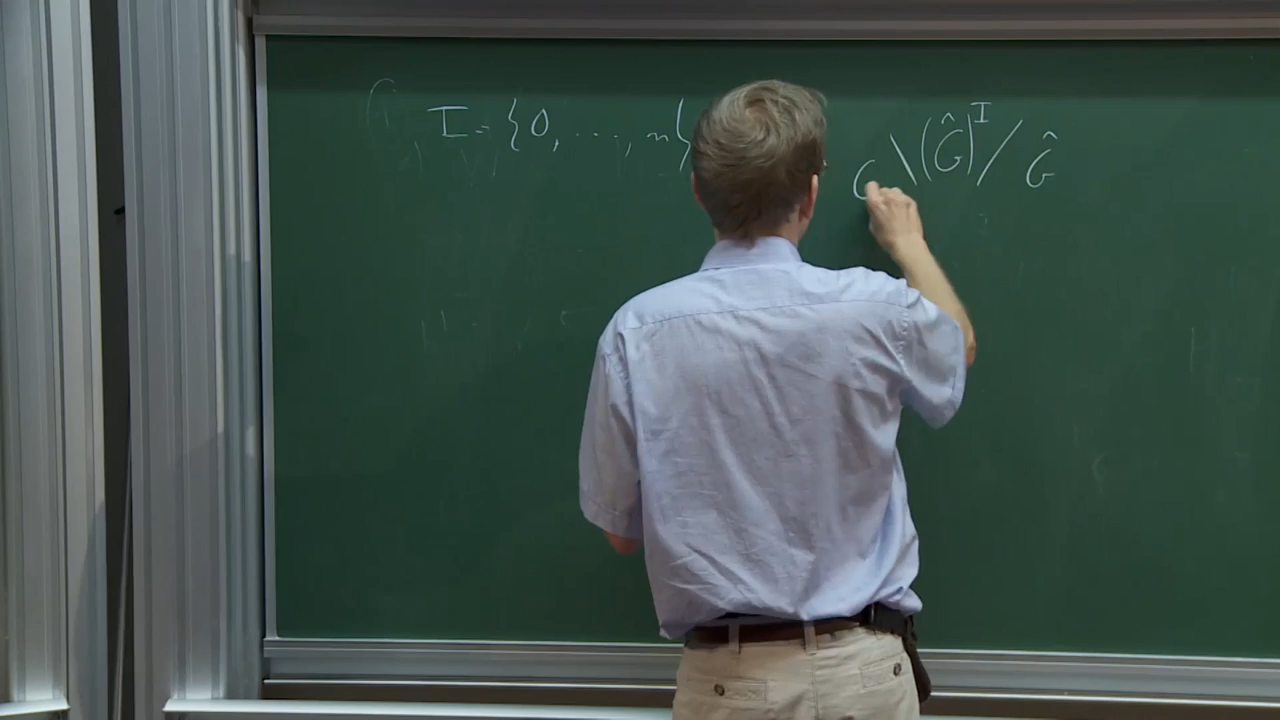 I = {0, ..., n} G \ (Ĝ)^I / Ĝ